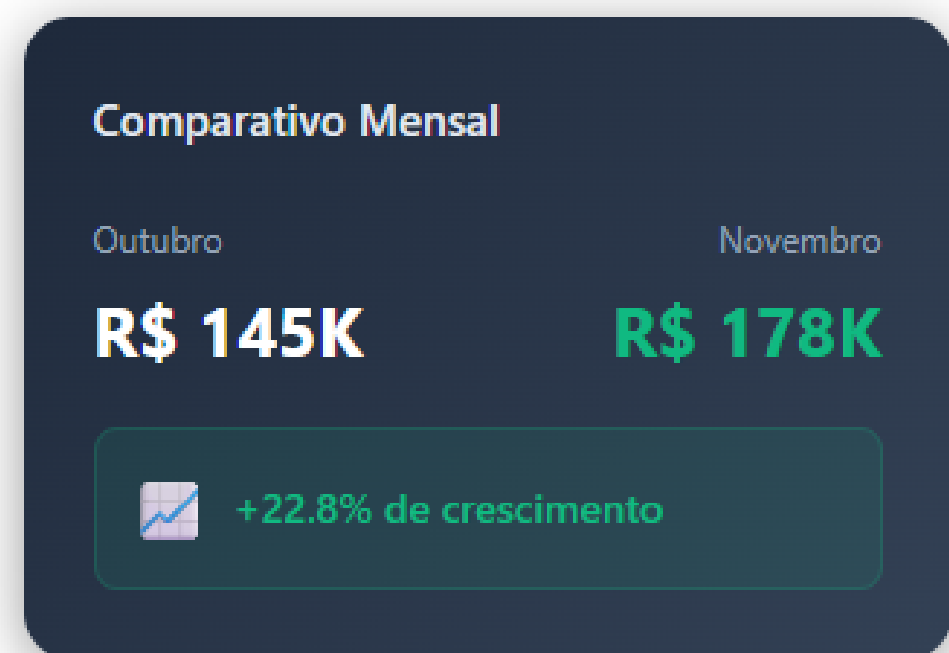 Comparativo Mensal
Outubro Novembro
R$ 145K R$ 178K
+22.8% de crescimento